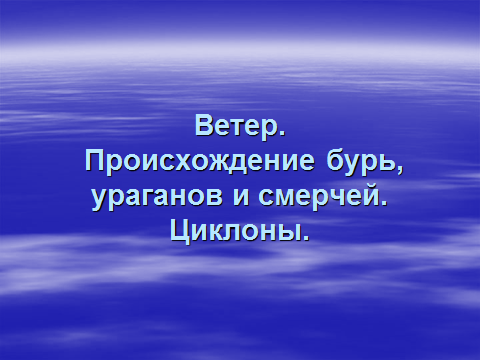 Ветер.
Происхождение бурь,
ураганов и смерчей.
Циклоны.